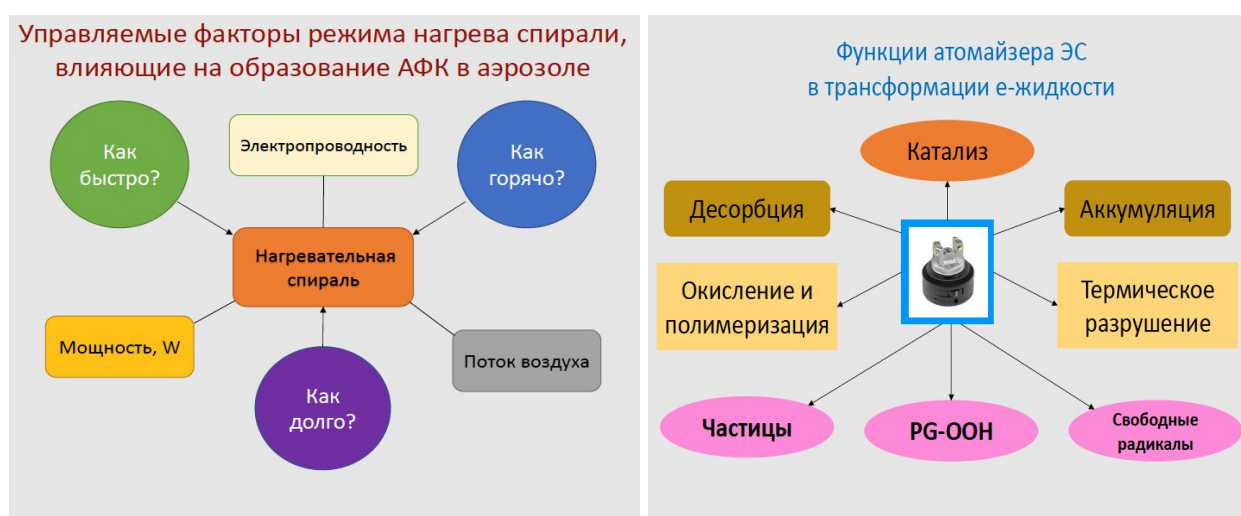 Управляемые факторы режима нагрева спирали,
влияющие на образование АФК в аэрозоле
Как
быстро?
Электропроводность
Как
горячо?
Нагревательная
спираль
Мощность, W
Поток воздуха
Как
долго?
Функции атомайзера ЭС
в трансформации е-жидкости
Катализ
Десорбция
Аккумуляция
Окисление и
полимеризация
Термическое
разрушение
Частицы
PG-OOH
Свободные
радикалы